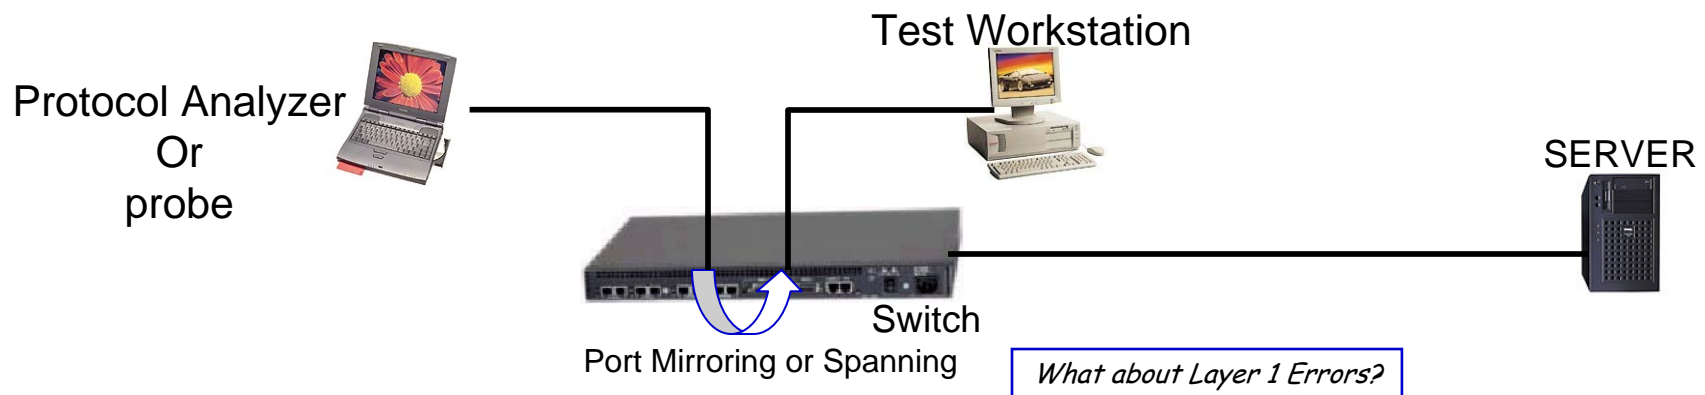 Test Workstation
Protocol Analyzer
Or
probe
SERVER
Switch
Port Mirroring or Spanning
What about Layer 1 Errors?